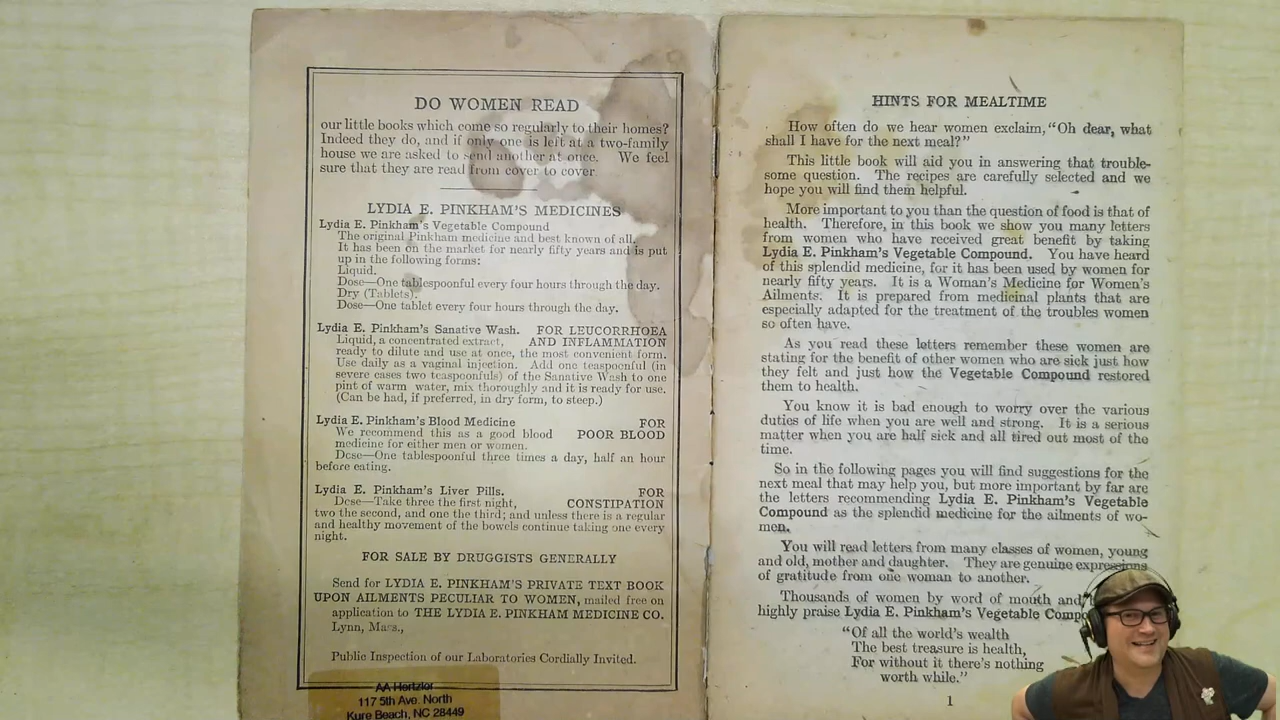 DO WOMEN READ
our little books which come so regularly to their homes?
Indeed they do, and if only one is left at a two-family
house we are asked to send another at once. We feel
sure that they are read from cover to cover
LYDIA E. PINKHAM'S MEDICINES
Lydia E. Pinkham's Vegetable Compound
The original Pinkham medicine and best known of all.
It has been on the market for nearly fifty years and is put
up in the following forms:
Liquid.
Dose—One tablespoonful every four hours through the day.
Dry (Tablets).
Dose—One tablet every four hours through the day.
Lydia E. Pinkham's Sanative Wash. FOR LEUCORRHOEA
Liquid, a concentrated extract, AND INFLAMMATION
ready to dilute and use at once, the most convenient form.
Use daily as a vaginal injection. Add one teaspoonful (in
severe cases two teaspoonfuls) of the Sanative Wash to one
pint of warm water, mix thoroughly and it is ready for use.
(Can be had, if preferred, in dry form, to steep.)
Lydia E. Pinkham's Blood Medicine FOR
We recommend this as a good blood POOR BLOOD
medicine for either men or women.
Dose—One tablespoonful three times a day, half an hour
before eating.
Lydia E. Pinkham's Liver Pills. FOR
Dose—Take three the first night, CONSTIPATION
two the second, and one the third; and unless there is a regular
and healthy movement of the bowels continue taking one every
night.
FOR SALE BY DRUGGISTS GENERALLY
Send for LYDIA E. PINKHAM'S PRIVATE TEXT BOOK
UPON AILMENTS PECULIAR TO WOMEN, mailed free on
application to THE LYDIA E. PINKHAM MEDICINE CO.
Lynn, Mass.,
Public Inspection of our Laboratories Cordially Invited.
AA Hertzler
117 5th Ave. North
Kure Beach, NC 28449
HINTS FOR MEALTIME
How often do we hear women exclaim, "Oh dear, what
shall I have for the next meal?"
This little book will aid you in answering that trouble-
some question. The recipes are carefully selected and we
hope you will find them helpful.
More important to you than the question of food is that of
health. Therefore, in this book we show you many letters
from women who have received great benefit by taking
Lydia E. Pinkham's Vegetable Compound. You have heard
of this splendid medicine, for it has been used by women for
nearly fifty years. It is a Woman's Medicine for Women's
Ailments. It is prepared from medicinal plants that are
especially adapted for the treatment of the troubles women
so often have.
As you read these letters remember these women are
stating for the benefit of other women who are sick just how
they felt and just how the Vegetable Compound restored
them to health.
You know it is bad enough to worry over the various
duties of life when you are well and strong. It is a serious
matter when you are half sick and all tired out most of the
time.
So in the following pages you will find suggestions for the
next meal that may help you, but more important by far are
the letters recommending Lydia E. Pinkham's Vegetable
Compound as the splendid medicine for the ailments of wo-
men.
You will read letters from many classes of women, young
and old, mother and daughter. They are genuine expressions
of gratitude from one woman to another.
Thousands of women by word of mouth and
highly praise Lydia E. Pinkham's Vegetable
"Of all the world's wealth
The best treasure is health,
For without it there's nothing
worth while."
1